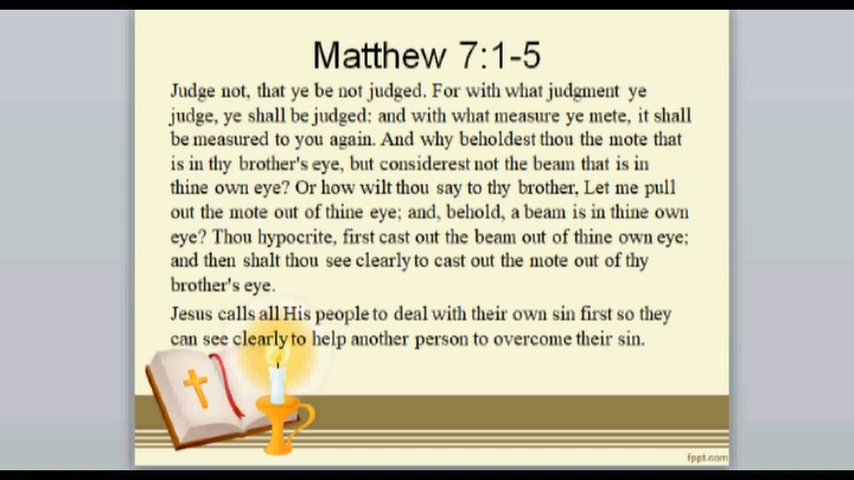 Matthew 7:1-5
Judge not, that ye be not judged. For with what judgment ye
judge, ye shall be judged: and with what measure ye mete, it shall
be measured to you again. And why beholdest thou the mote that
is in thy brother's eye, but considerest not the beam that is in
thine own eye? Or how wilt thou say to thy brother, Let me pull
out the mote out of thine eye; and, behold, a beam is in thine own
eye? Thou hypocrite, first cast out the beam out of thine own eye;
and then shalt thou see clearly to cast out the mote out of thy
brother's eye.
Jesus calls all His people to deal with their own sin first so they
can see clearly to help another person to overcome their sin.
fppt.com